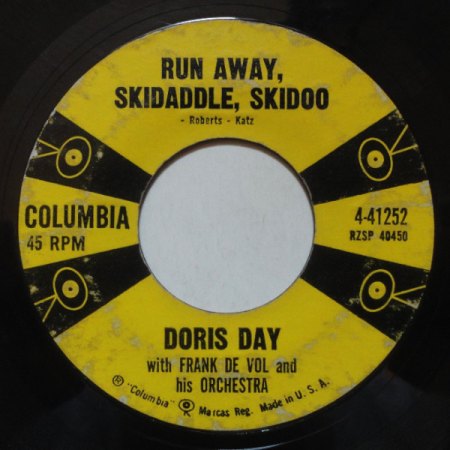 RUN AWAY,
SKIDADDLE, SKIDOO
- Roberts - Katz -
COLUMBIA
45 RPM
4-41252
RZSP 40450
DORIS DAY
with FRANK DE VOL and
his ORCHESTRA
® "Columbia" Marcas Reg. Made in U. S. A.